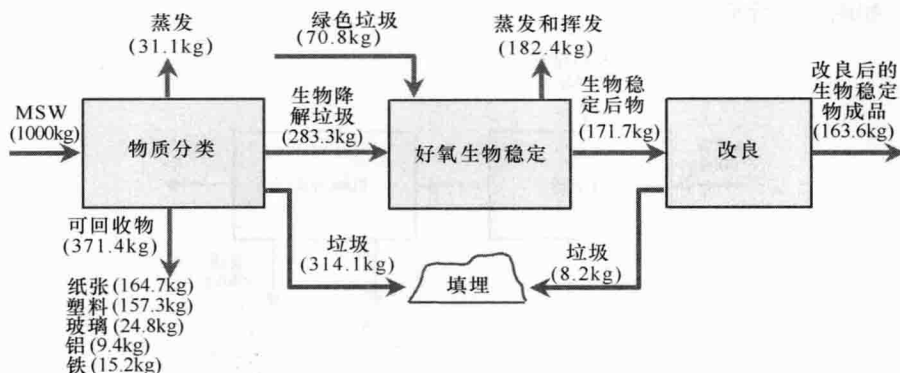 蒸发
(31.1kg)
绿色垃圾
(70.8kg)
蒸发和挥发
(182.4kg)
MSW
(1000kg)
物质分类
生物降
解垃圾
(283.3kg)
好氧生物稳定
生物稳
定后物
(171.7kg)
改良
改良后的
生物稳定
物成品
(163.6kg)
可回收物
(371.4kg)
纸张(164.7kg)
塑料(157.3kg)
玻璃(24.8kg)
铝(9.4kg)
铁(15.2kg)
垃圾
(314.1kg)
填埋
垃圾
(8.2kg)